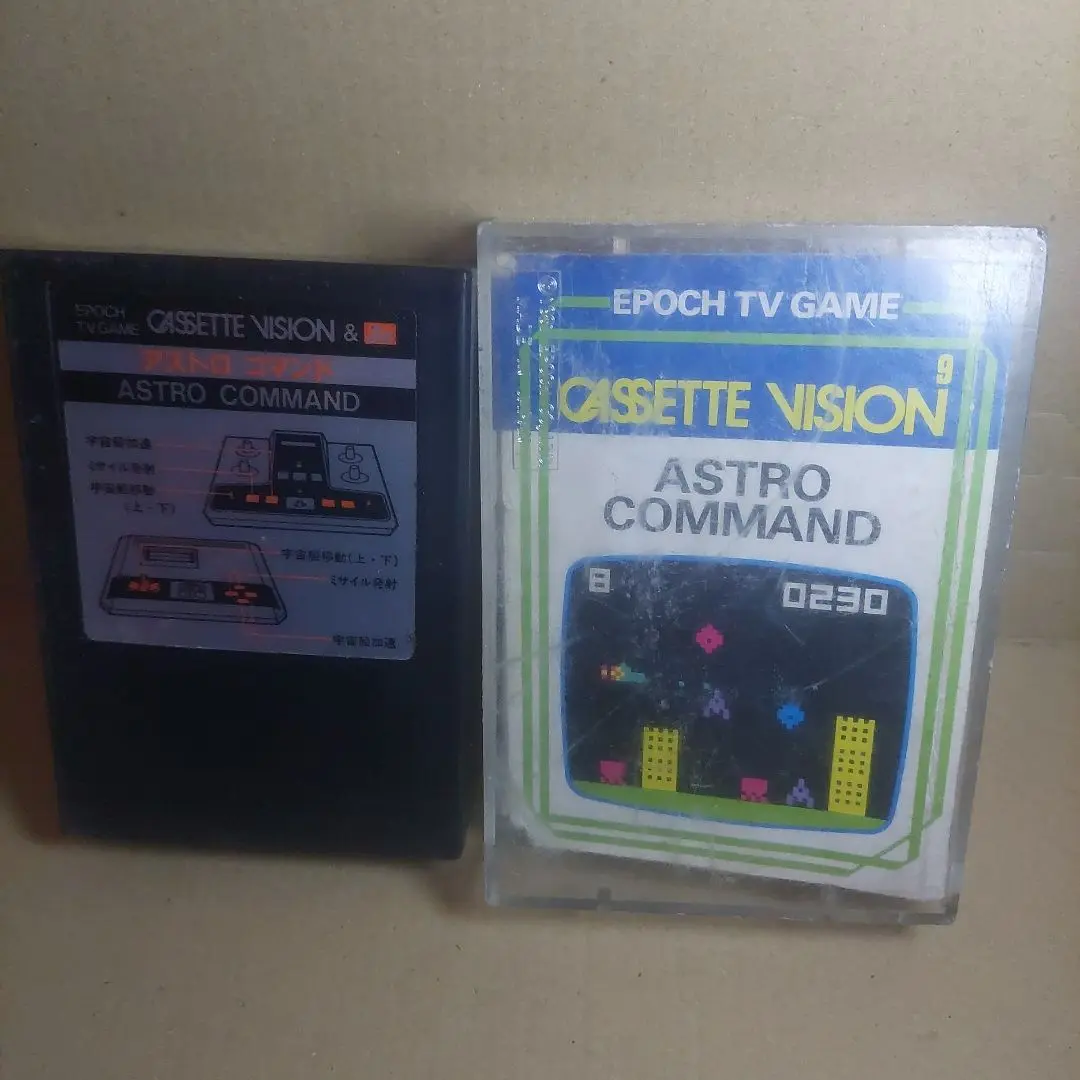 EPOCH
TV GAME CASSETTE VISION &
アストロ コマンド
ASTRO COMMAND
宇宙船加速
ミサイル発射
宇宙船移動
(上・下)
宇宙船移動(上・下)
ミサイル発射
宇宙船加速
EPOCH TV GAME
9
CASSETTE VISION
ASTRO
COMMAND
8 0230